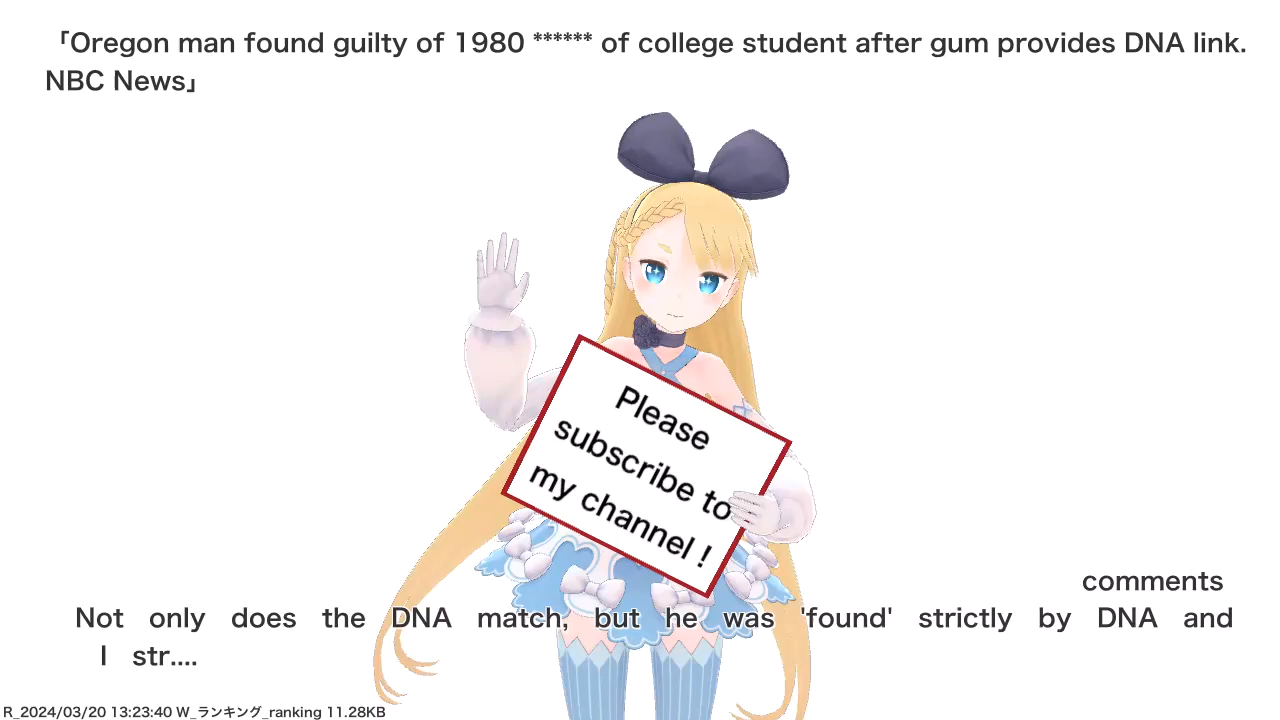 「Oregon man found guilty of 1980 ****** of college student after gum provides DNA link.
NBC News」
Please
subscribe to
my channel !
comments
Not only does the DNA match, but he was 'found' strictly by DNA and
I str....
R_2024/03/20 13:23:40 W_ランキング_ranking 11.28KB